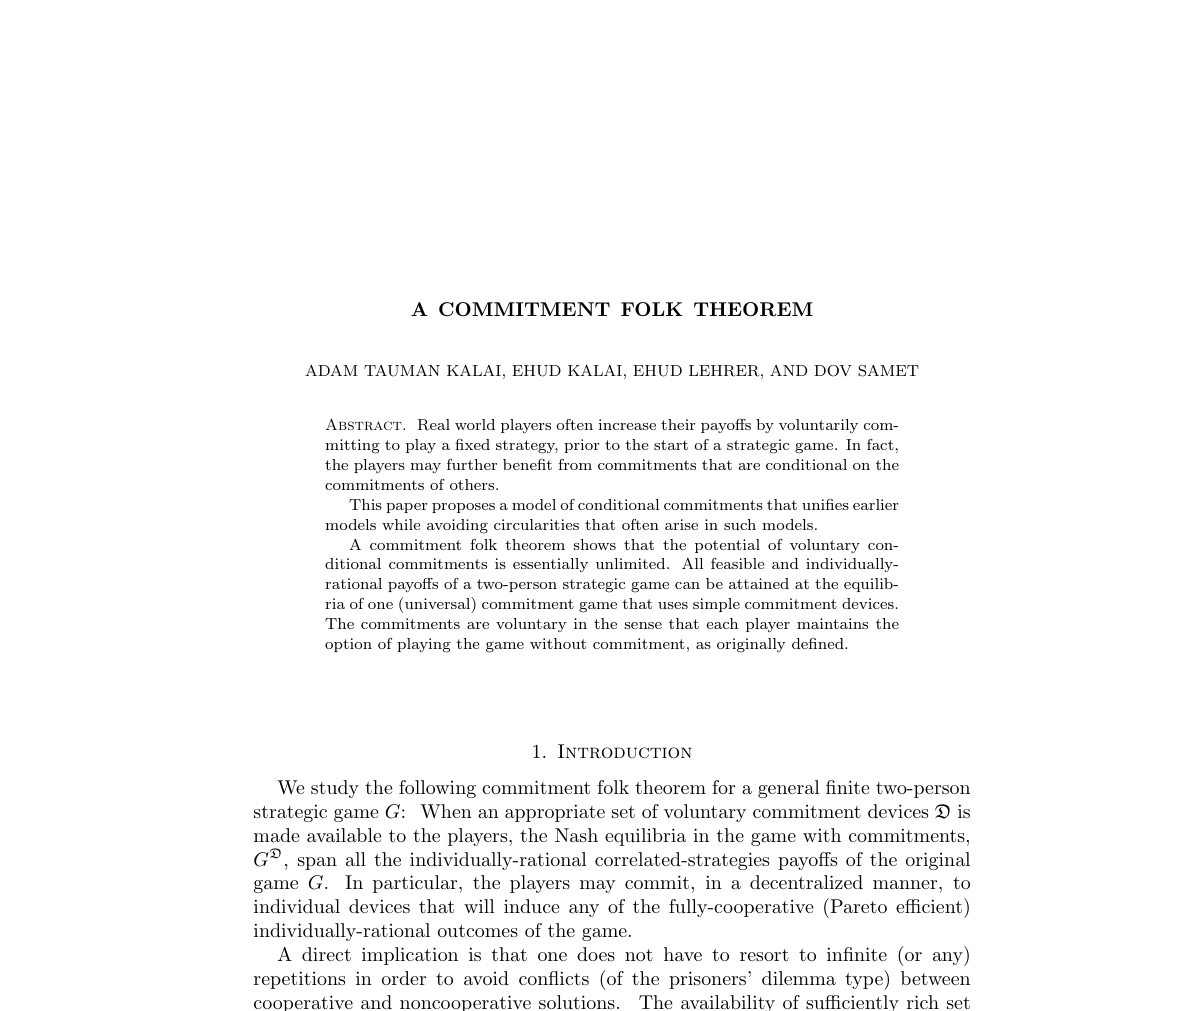 A COMMITMENT FOLK THEOREM
ADAM TAUMAN KALAI, EHUD KALAI, EHUD LEHRER, AND DOV SAMET
Abstract. Real world players often increase their payoffs by voluntarily com-
mitting to play a fixed strategy, prior to the start of a strategic game. In fact,
the players may further benefit from commitments that are conditional on the
commitments of others.
This paper proposes a model of conditional commitments that unifies earlier
models while avoiding circularities that often arise in such models.
A commitment folk theorem shows that the potential of voluntary con-
ditional commitments is essentially unlimited. All feasible and individually-
rational payoffs of a two-person strategic game can be attained at the equilib-
ria of one (universal) commitment game that uses simple commitment devices.
The commitments are voluntary in the sense that each player maintains the
option of playing the game without commitment, as originally defined.
1. Introduction
We study the following commitment folk theorem for a general finite two-person
strategic game G: When an appropriate set of voluntary commitment devices 𝔇 is
made available to the players, the Nash equilibria in the game with commitments,
G^𝔇, span all the individually-rational correlated-strategies payoffs of the original
game G. In particular, the players may commit, in a decentralized manner, to
individual devices that will induce any of the fully-cooperative (Pareto efficient)
individually-rational outcomes of the game.
A direct implication is that one does not have to resort to infinite (or any)
repetitions in order to avoid conflicts (of the prisoners' dilemma type) between
cooperative and noncooperative solutions. The availability of sufficiently rich set